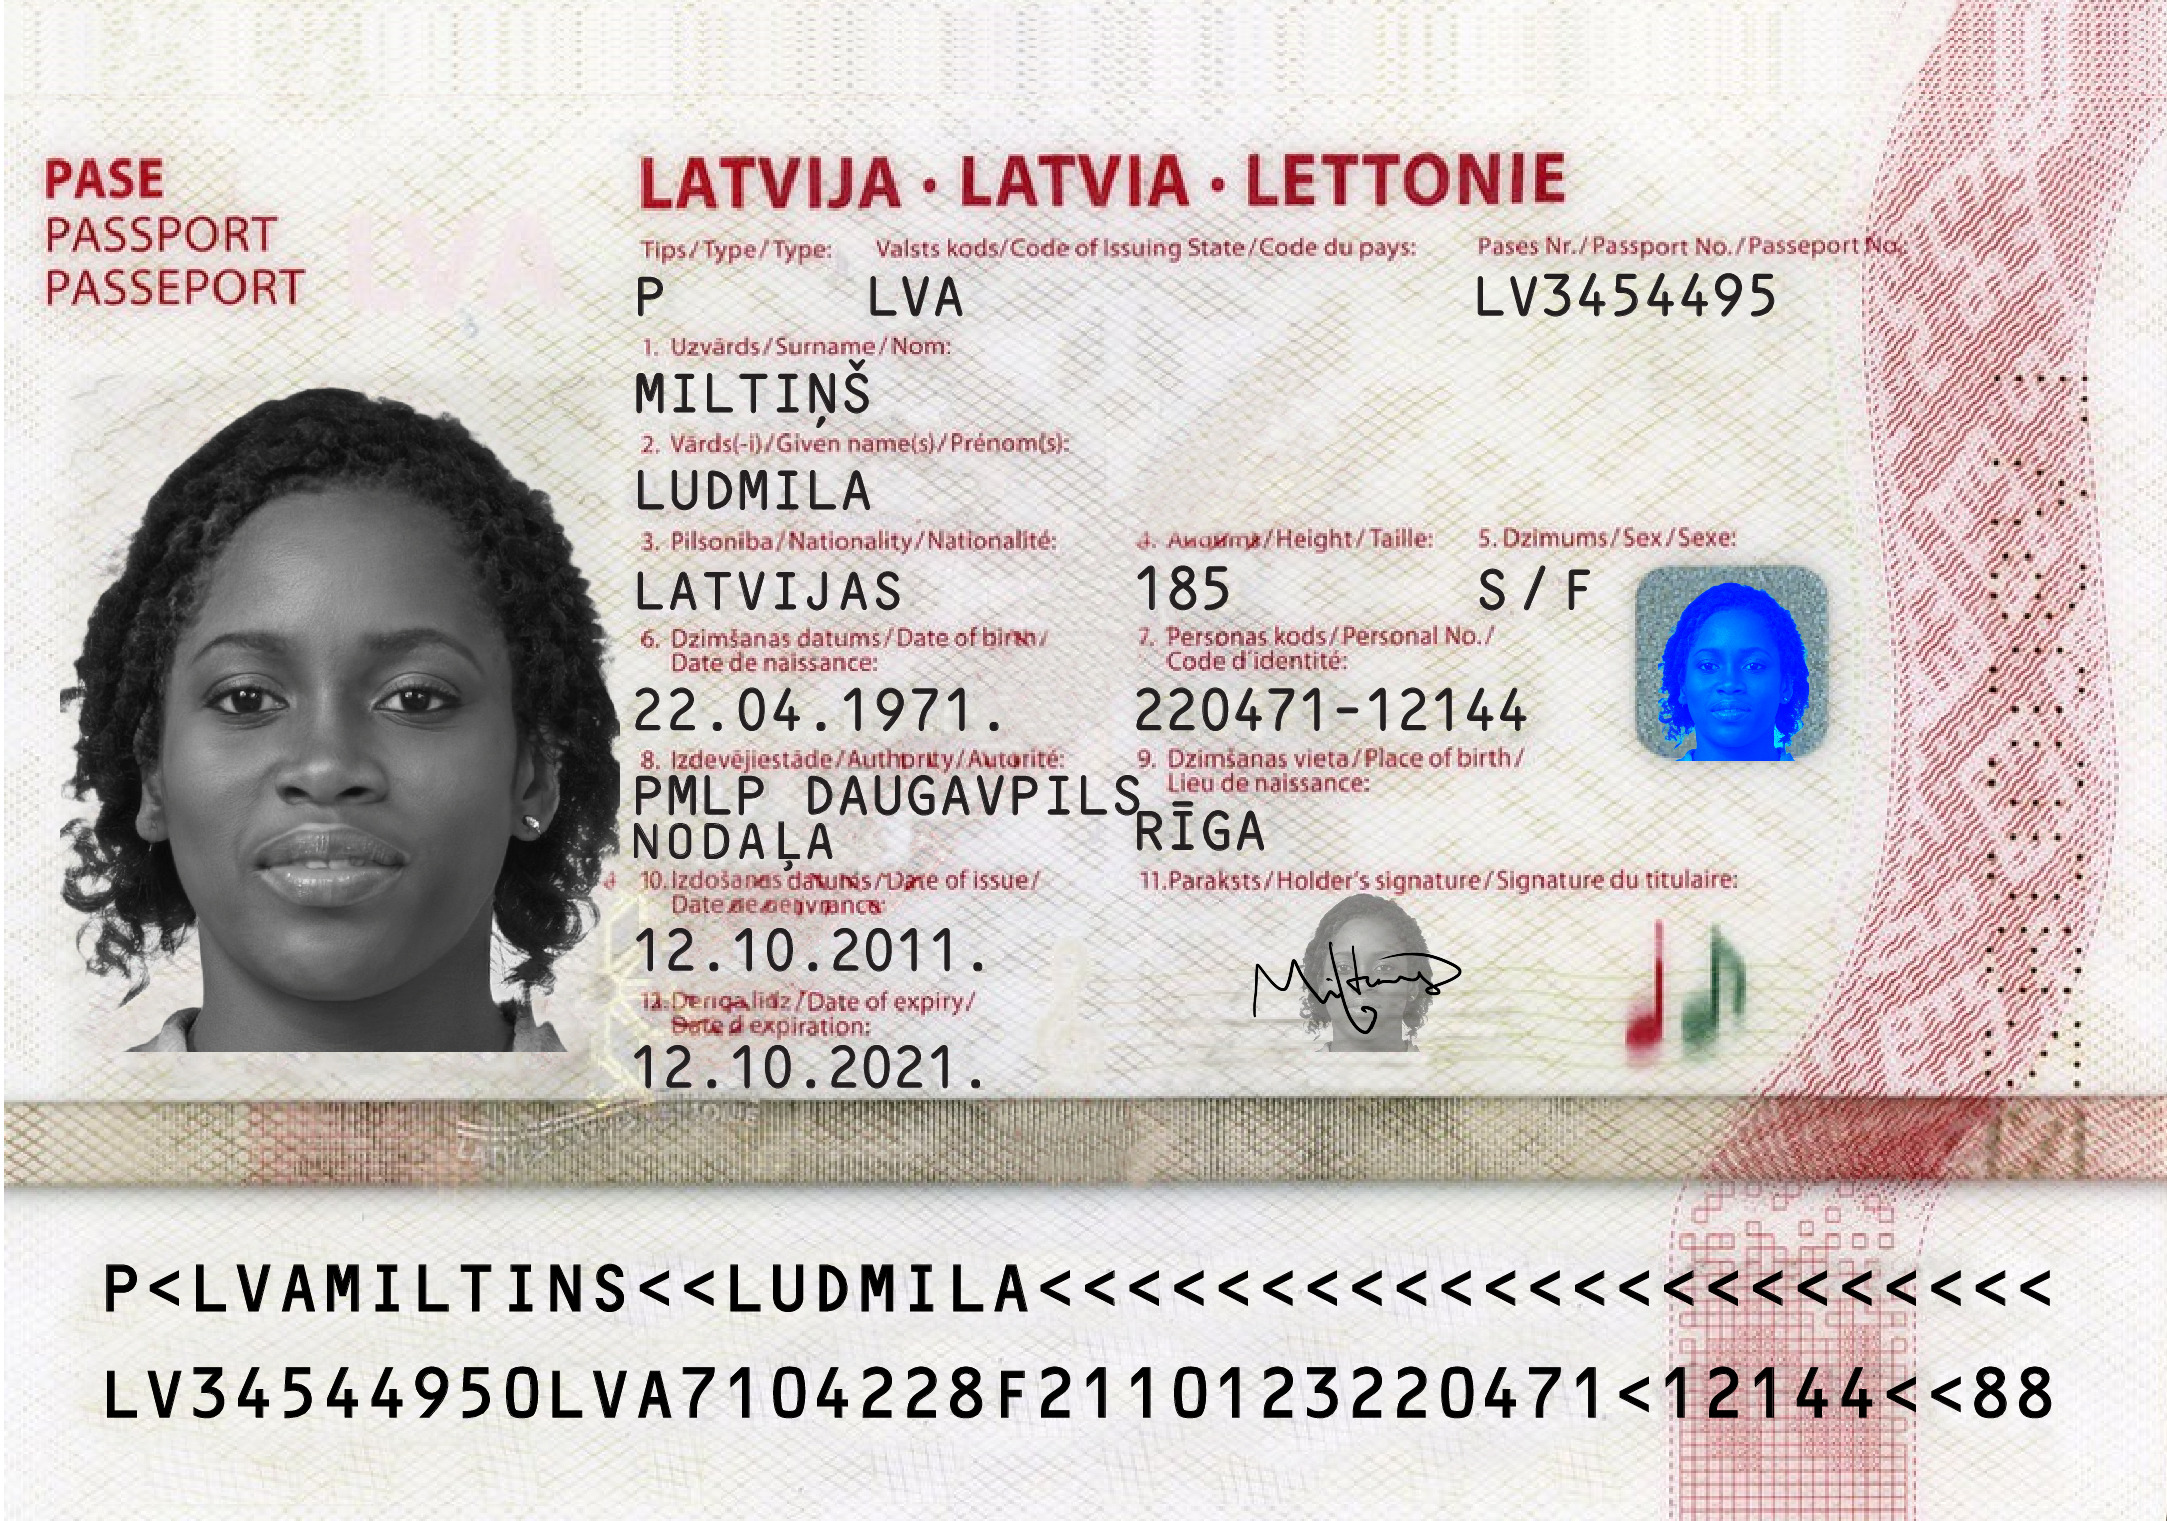 PASE
PASSPORT
PASSEPORT
LVA
LATVIJA · LATVIA · LETTONIE
Tips/Type/Type: Valsts kods/Code of Issuing State/Code du pays: Pases Nr./Passport No./Passeport No.:
P LVA LV3454495
1. Uzvārds/Surname/Nom:
MILTIŅŠ
2. Vārds(-i)/Given name(s)/Prénom(s):
LUDMILA
3. Pilsonība/Nationality/Nationalité: 4. Augums/Height/Taille: 5. Dzimums/Sex/Sexe:
LATVIJAS 185 S/F
6. Dzimšanas datums/Date of birth/ 7. Personas kods/Personal No./
Date de naissance: Code d'identité:
22.04.1971. 220471-12144
8. Izdevējiestāde/Authority/Autorité: 9. Dzimšanas vieta/Place of birth/
Lieu de naissance:
PMLP DAUGAVPILS
NODAĻA RĪGA
10. Izdošanas datums/Date of issue/ 11. Paraksts/Holder's signature/Signature du titulaire:
Date de
12.10.2011.
12. Derīga līdz/Date of expiry/
Date d'expiration:
12.10.2021.
P<LVAMILTINS<<LUDMILA<<<<<<<<<<<<<<<<<<<<<<<
LV34544950LVA7104228F2110123220471<12144<<88